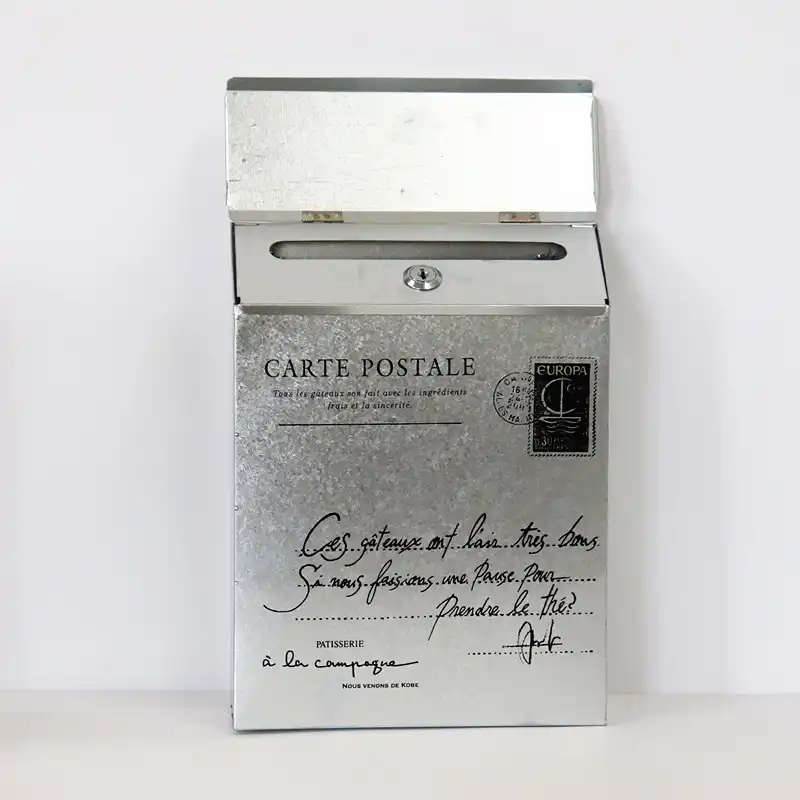 CARTE POSTALE
Tous les gâteaux son fait avec les ingrédients
frais et la sincérité.
EUROPA
Ces gâteaux ont l'air très bons.
Si nous faisions une Pause Pour
Prendre le thé?
PATISSERIE
à la campagne
NOUS VENONS DE KOBE